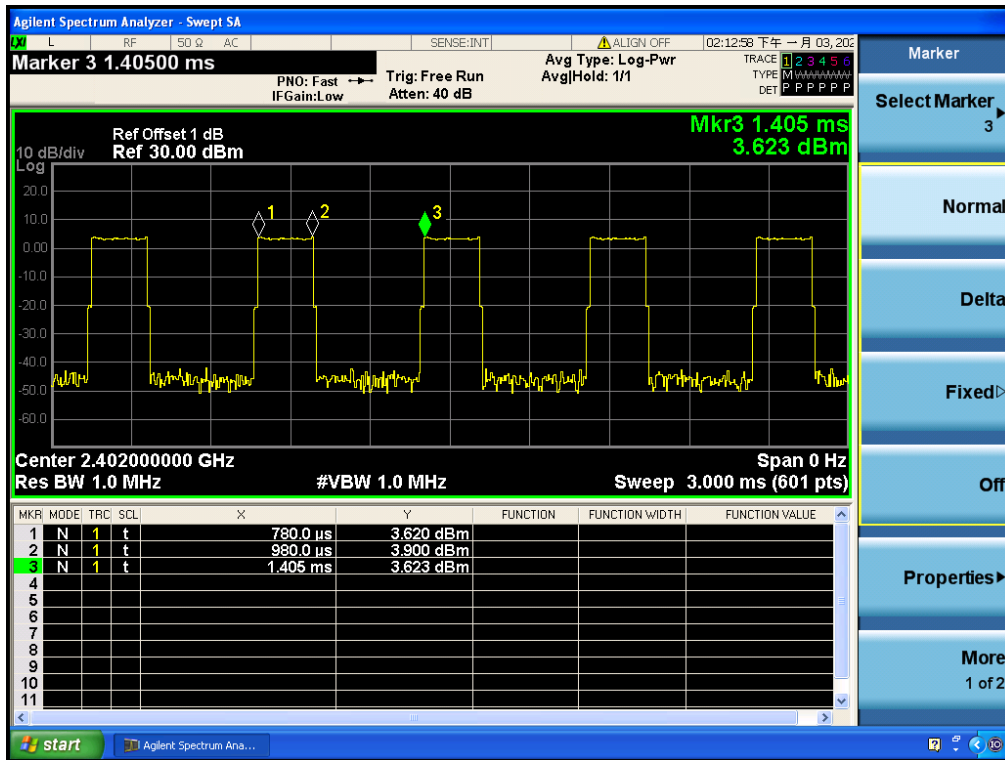 Agilent Spectrum Analyzer - Swept SA
LXI L RF 50 Ω AC SENSE:INT ALIGN OFF 02:12:58 下午 一月 03, 202
Marker 3 1.40500 ms
PNO: Fast
IFGain:Low
Trig: Free Run
Atten: 40 dB
Avg Type: Log-Pwr
Avg|Hold: 1/1
TRACE 1 2 3 4 5 6
TYPE M WWWWW
DET P P P P P P
Ref Offset 1 dB
Ref 30.00 dBm
10 dB/div
Log
Mkr3 1.405 ms
3.623 dBm
20.0
10.0
0.00
-10.0
-20.0
-30.0
-40.0
-50.0
-60.0
1
2
3
Center 2.402000000 GHz
Span 0 Hz
Res BW 1.0 MHz
#VBW 1.0 MHz
Sweep 3.000 ms (601 pts)
MKR MODE TRC SCL X Y FUNCTION FUNCTION WIDTH FUNCTION VALUE
1 N 1 t 780.0 µs 3.620 dBm
2 N 1 t 980.0 µs 3.900 dBm
3 N 1 t 1.405 ms 3.623 dBm
4
5
6
7
8
9
10
11
Marker
Select Marker
3
Normal
Delta
Fixed
Off
Properties
More
1 of 2
start
Agilent Spectrum Ana...